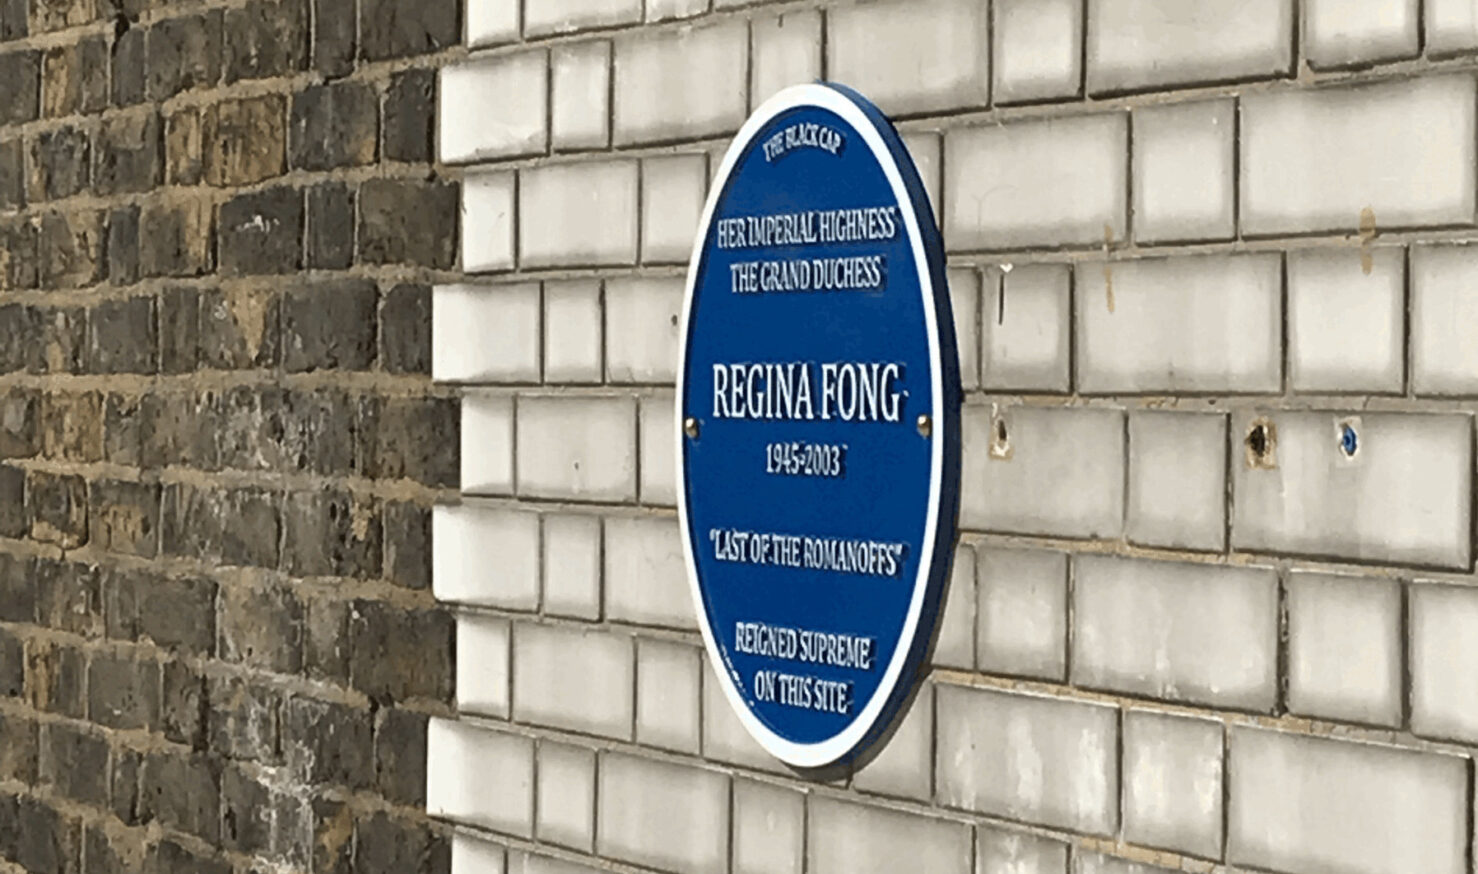 THE BLACK CAP
HER IMPERIAL HIGHNESS
THE GRAND DUCHESS
REGINA FONG
1945-2003
"LAST OF THE ROMANOFFS"
REIGNED SUPREME
ON THIS SITE